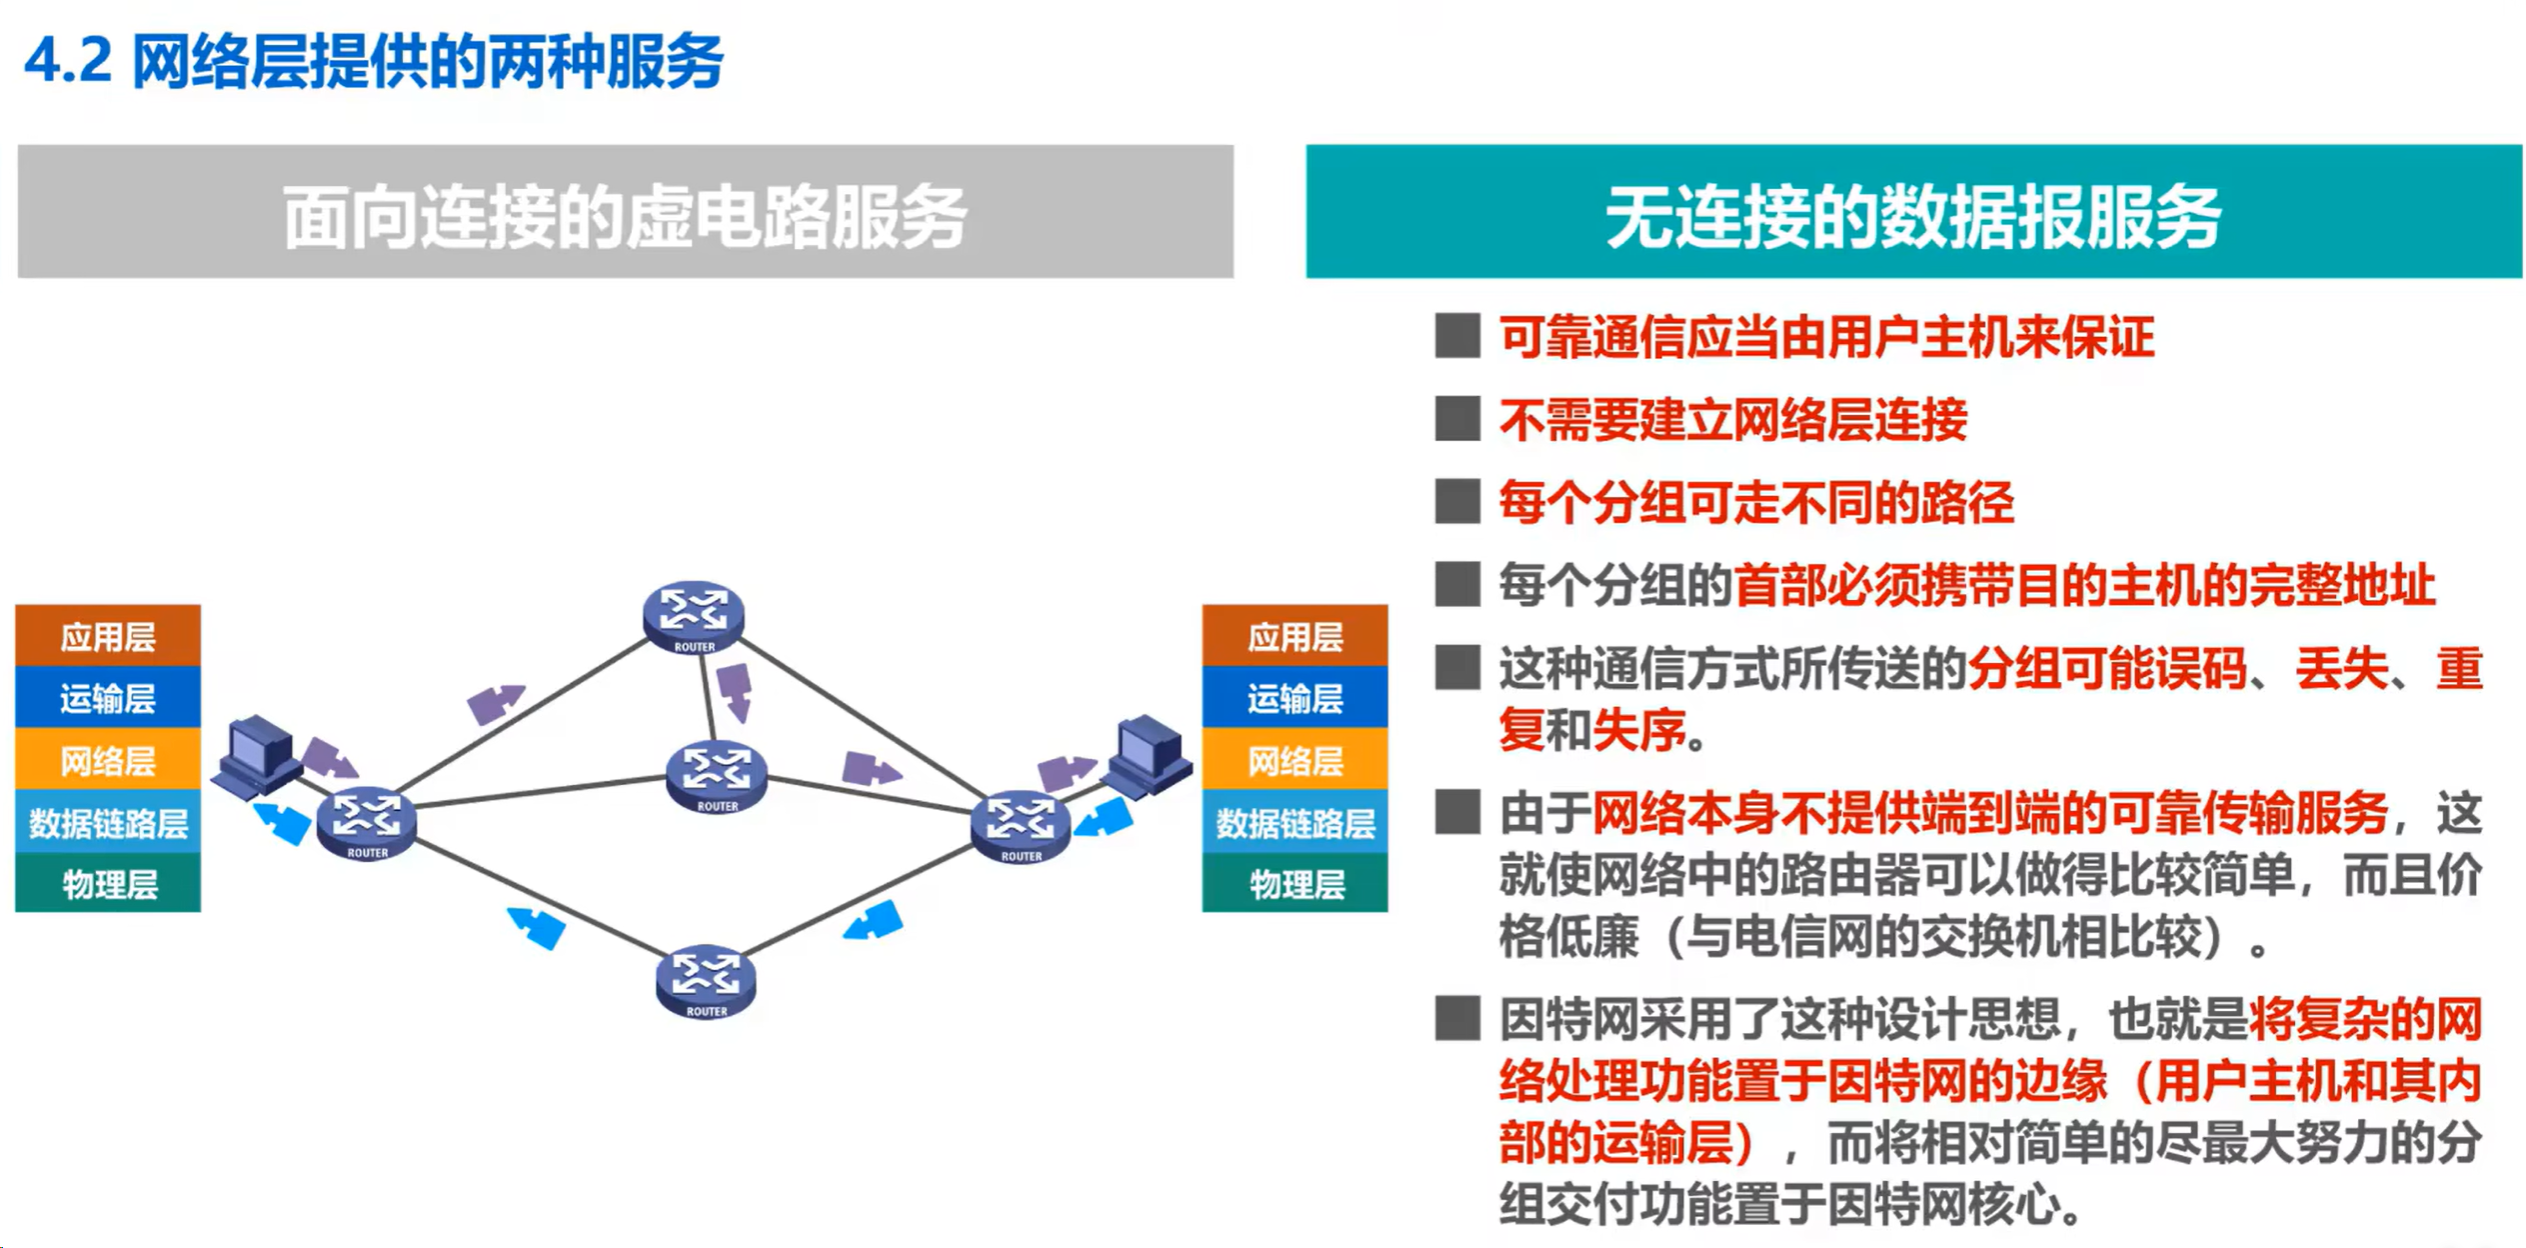 4.2 网络层提供的两种服务
面向连接的虚电路服务
无连接的数据报服务
应用层
运输层
网络层
数据链路层
物理层
ROUTER
ROUTER
ROUTER
ROUTER
ROUTER
应用层
运输层
网络层
数据链路层
物理层
可靠通信应当由用户主机来保证
不需要建立网络层连接
每个分组可走不同的路径
每个分组的首部必须携带目的主机的完整地址
这种通信方式所传送的分组可能误码、丢失、重
复和失序。
由于网络本身不提供端到端的可靠传输服务，这
就使网络中的路由器可以做得比较简单，而且价
格低廉（与电信网的交换机相比较）。
因特网采用了这种设计思想，也就是将复杂的网
络处理功能置于因特网的边缘（用户主机和其内
部的运输层），而将相对简单的尽最大努力的分
组交付功能置于因特网核心。